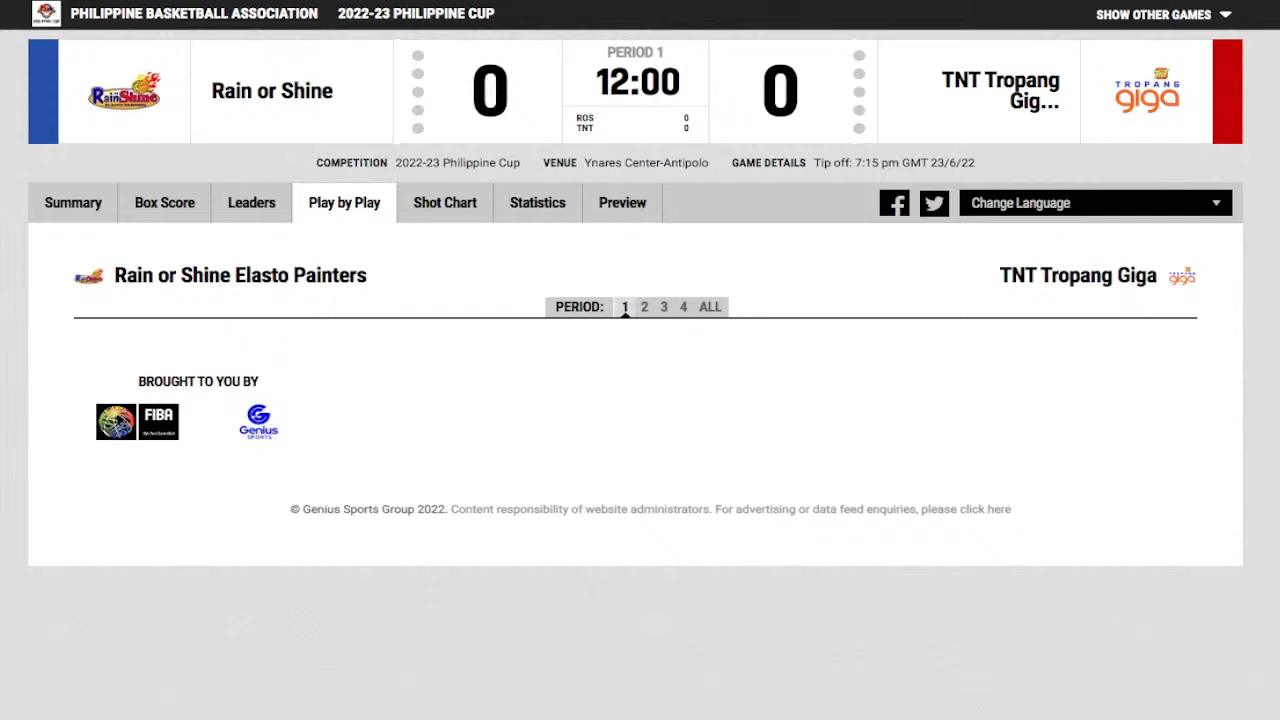 PHILIPPINE BASKETBALL ASSOCIATION 2022-23 PHILIPPINE CUP SHOW OTHER GAMES
PERIOD 1
Rain or Shine 0 12:00 0 TNT Tropang
Gig...
ROS 0
TNT 0
RainShine
ELASTO PAINTERS
TNT
TROPANG
giga
COMPETITION 2022-23 Philippine Cup VENUE Ynares Center-Antipolo GAME DETAILS Tip off: 7:15 pm GMT 23/6/22
Summary Box Score Leaders Play by Play Shot Chart Statistics Preview Change Language
Rain or Shine Elasto Painters TNT Tropang Giga
giga
PERIOD: 1 2 3 4 ALL
BROUGHT TO YOU BY
FIBA
Genius
SPORTS
© Genius Sports Group 2022. Content responsibility of website administrators. For advertising or data feed enquiries, please click here